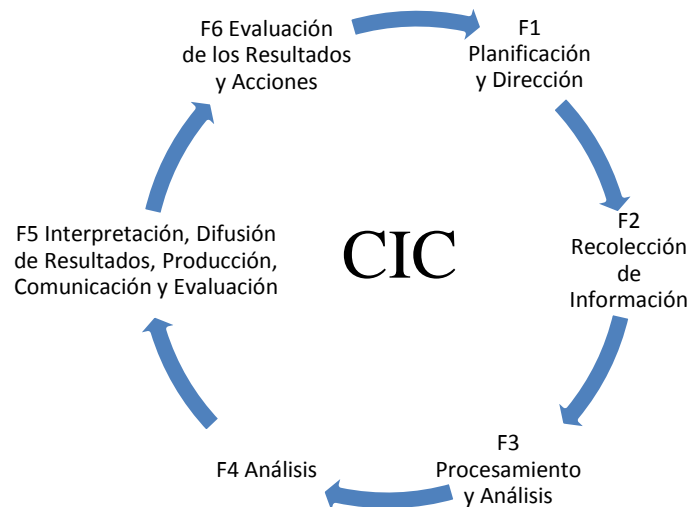 F1
Planificación
y Dirección
F2
Recolección
de
Información
F3
Procesamiento
y Análisis
F4 Análisis
F5 Interpretación, Difusión
de Resultados, Producción,
Comunicación y Evaluación
F6 Evaluación
de los Resultados
y Acciones
CIC